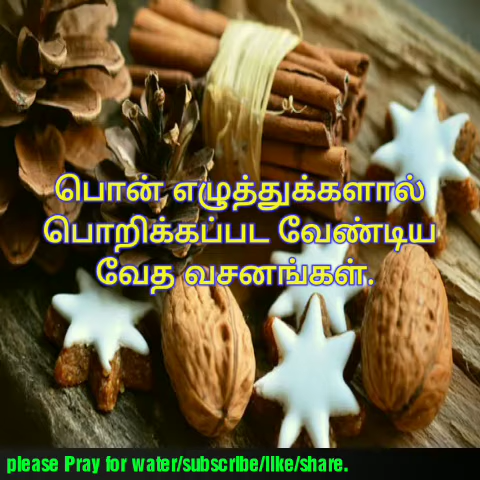 பொன் எழுத்துக்களால்
பொறிக்கப்பட வேண்டிய
வேத வசனங்கள்.
please Pray for water/subscribe/like/share.